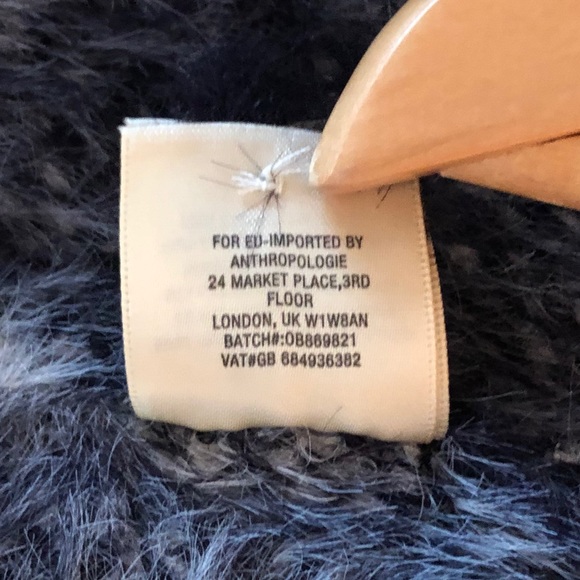 FOR EU-IMPORTED BY
ANTHROPOLOGIE
24 MARKET PLACE,3RD
FLOOR
LONDON, UK W1W8AN
BATCH#:OB869821
VAT#GB 684936382